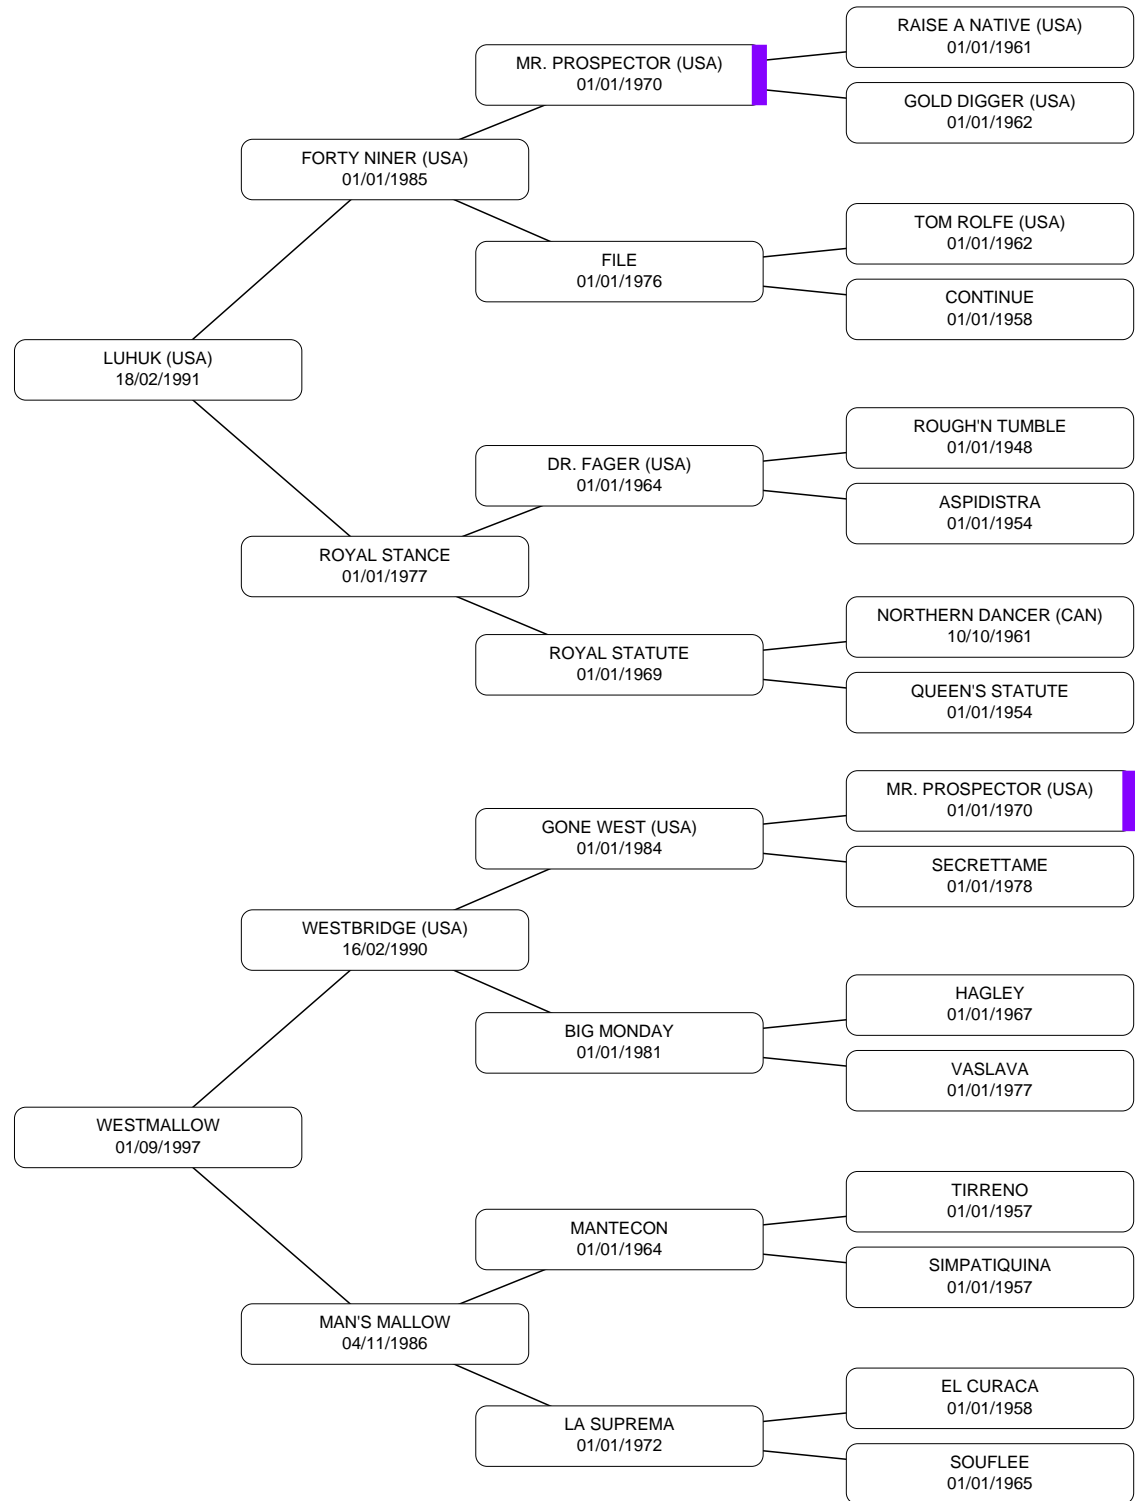 RAISE A NATIVE (USA)
01/01/1961
MR. PROSPECTOR (USA)
01/01/1970
GOLD DIGGER (USA)
01/01/1962
FORTY NINER (USA)
01/01/1985
TOM ROLFE (USA)
01/01/1962
FILE
01/01/1976
CONTINUE
01/01/1958
LUHUK (USA)
18/02/1991
ROUGH'N TUMBLE
01/01/1948
DR. FAGER (USA)
01/01/1964
ASPIDISTRA
01/01/1954
ROYAL STANCE
01/01/1977
NORTHERN DANCER (CAN)
10/10/1961
ROYAL STATUTE
01/01/1969
QUEEN'S STATUTE
01/01/1954
MR. PROSPECTOR (USA)
01/01/1970
GONE WEST (USA)
01/01/1984
SECRETTAME
01/01/1978
WESTBRIDGE (USA)
16/02/1990
HAGLEY
01/01/1967
BIG MONDAY
01/01/1981
VASLAVA
01/01/1977
WESTMALLOW
01/09/1997
TIRRENO
01/01/1957
MANTECON
01/01/1964
SIMPATIQUINA
01/01/1957
MAN'S MALLOW
04/11/1986
EL CURACA
01/01/1958
LA SUPREMA
01/01/1972
SOUFLEE
01/01/1965